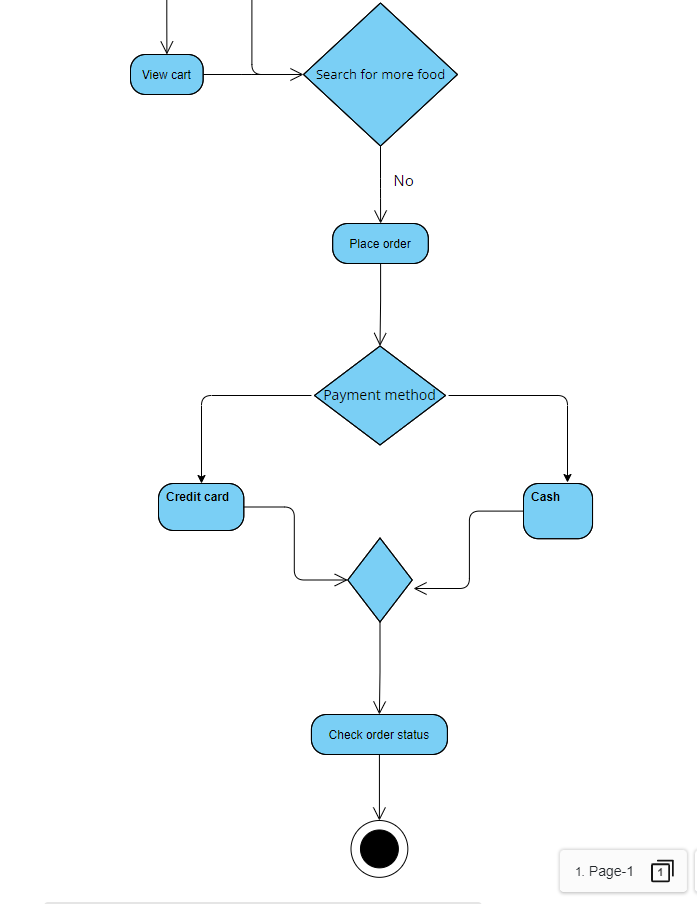 View cart
Search for more food
No
Place order
Payment method
Credit card
Cash
Check order status
1. Page-1
1